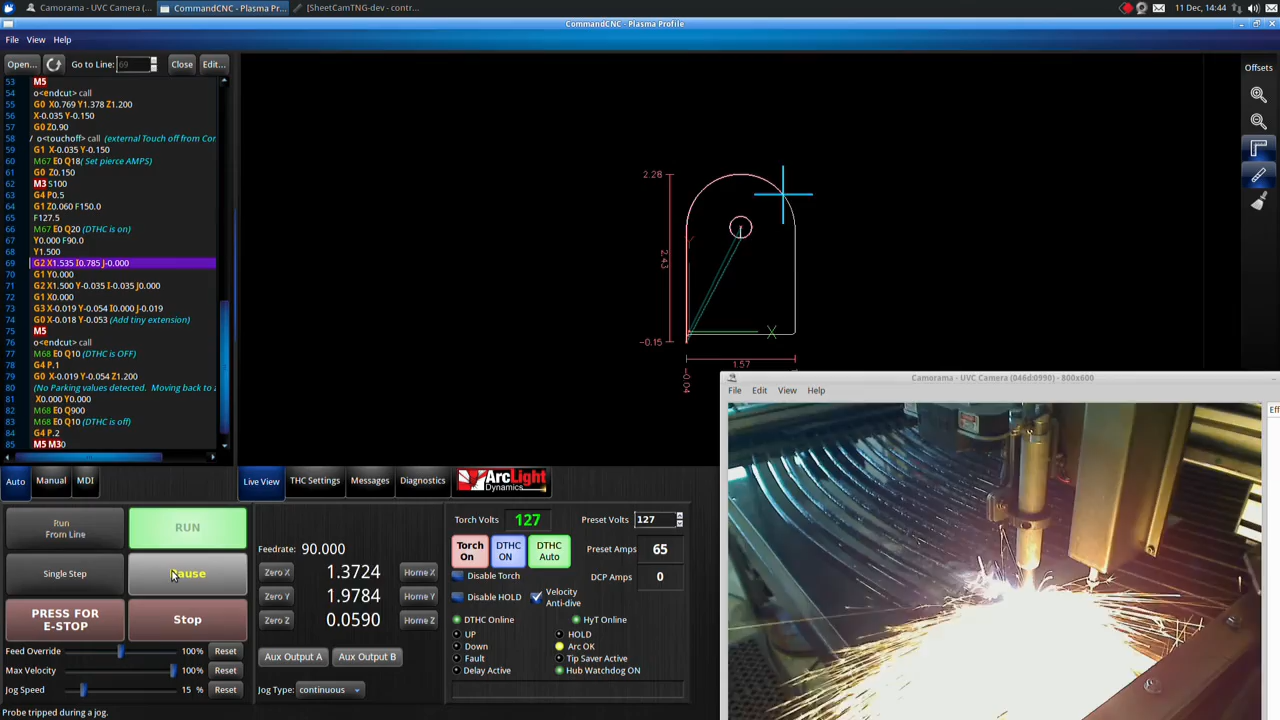 Camorama - UVC Camera (...
CommandCNC - Plasma Pr...
[SheetCamTNG - dev - contr...
11 Dec, 14:44
CommandCNC - Plasma Profile
File View Help
Open... Go to Line: 69 Close Edit...
Offsets
53 M5
54 o<endcut> call
55 G0 X0.769 Y1.378 Z1.200
56 X-0.035 Y-0.150
57 G0 Z0.90
58 / o<touchoff> call (external Touch off from Cor
59 G1 X-0.035 Y-0.150
60 M67 E0 Q18( Set pierce AMPS)
61 G0 Z0.150
62 M3 S100
63 G4 P0.5
64 G1 Z0.060 F150.0
65 F127.5
66 M67 E0 Q20 (DTHC is on)
67 Y0.000 F90.0
68 Y1.500
69 G2 X1.535 I0.785 J-0.000
70 G1 Y0.000
71 G2 X1.500 Y-0.035 I-0.035 J0.000
72 G1 X0.000
73 G3 X-0.019 Y-0.054 I0.000 J-0.019
74 G0 X-0.018 Y-0.053 (Add tiny extension)
75 M5
76 o<endcut> call
77 M68 E0 Q10 (DTHC is OFF)
78 G4 P.1
79 G0 X-0.019 Y-0.054 Z1.200
80 (No Parking values detected. Moving back to z
81 X0.000 Y0.000
82 M68 E0 Q900
83 M68 E0 Q10 (DTHC is off)
84 G4 P.2
85 M5 M30
2.28
2.43
-0.15
X
1.57
-0.04
Camorama - UVC Camera (046d:0990) - 800x600
File Edit View Help
Eff
Auto Manual MDI
Live View THC Settings Messages Diagnostics
ArcLight Dynamics
Run From Line
RUN
Single Step
Pause
PRESS FOR E-STOP
Stop
Feed Override 100% Reset
Max Velocity 100% Reset
Jog Speed 15 % Reset
Feedrate: 90.000
Zero X 1.3724 Home X
Zero Y 1.9784 Home Y
Zero Z 0.0590 Home Z
Aux Output A Aux Output B
Jog Type: continuous
Torch Volts 127 Preset Volts 127
Torch On DTHC ON DTHC Auto
Preset Amps 65
DCP Amps 0
Disable Torch
Disable HOLD
Velocity Anti-dive
DTHC Online HyT Online
UP HOLD
Down Arc OK
Fault Tip Saver Active
Delay Active Hub Watchdog ON
Probe tripped during a jog.